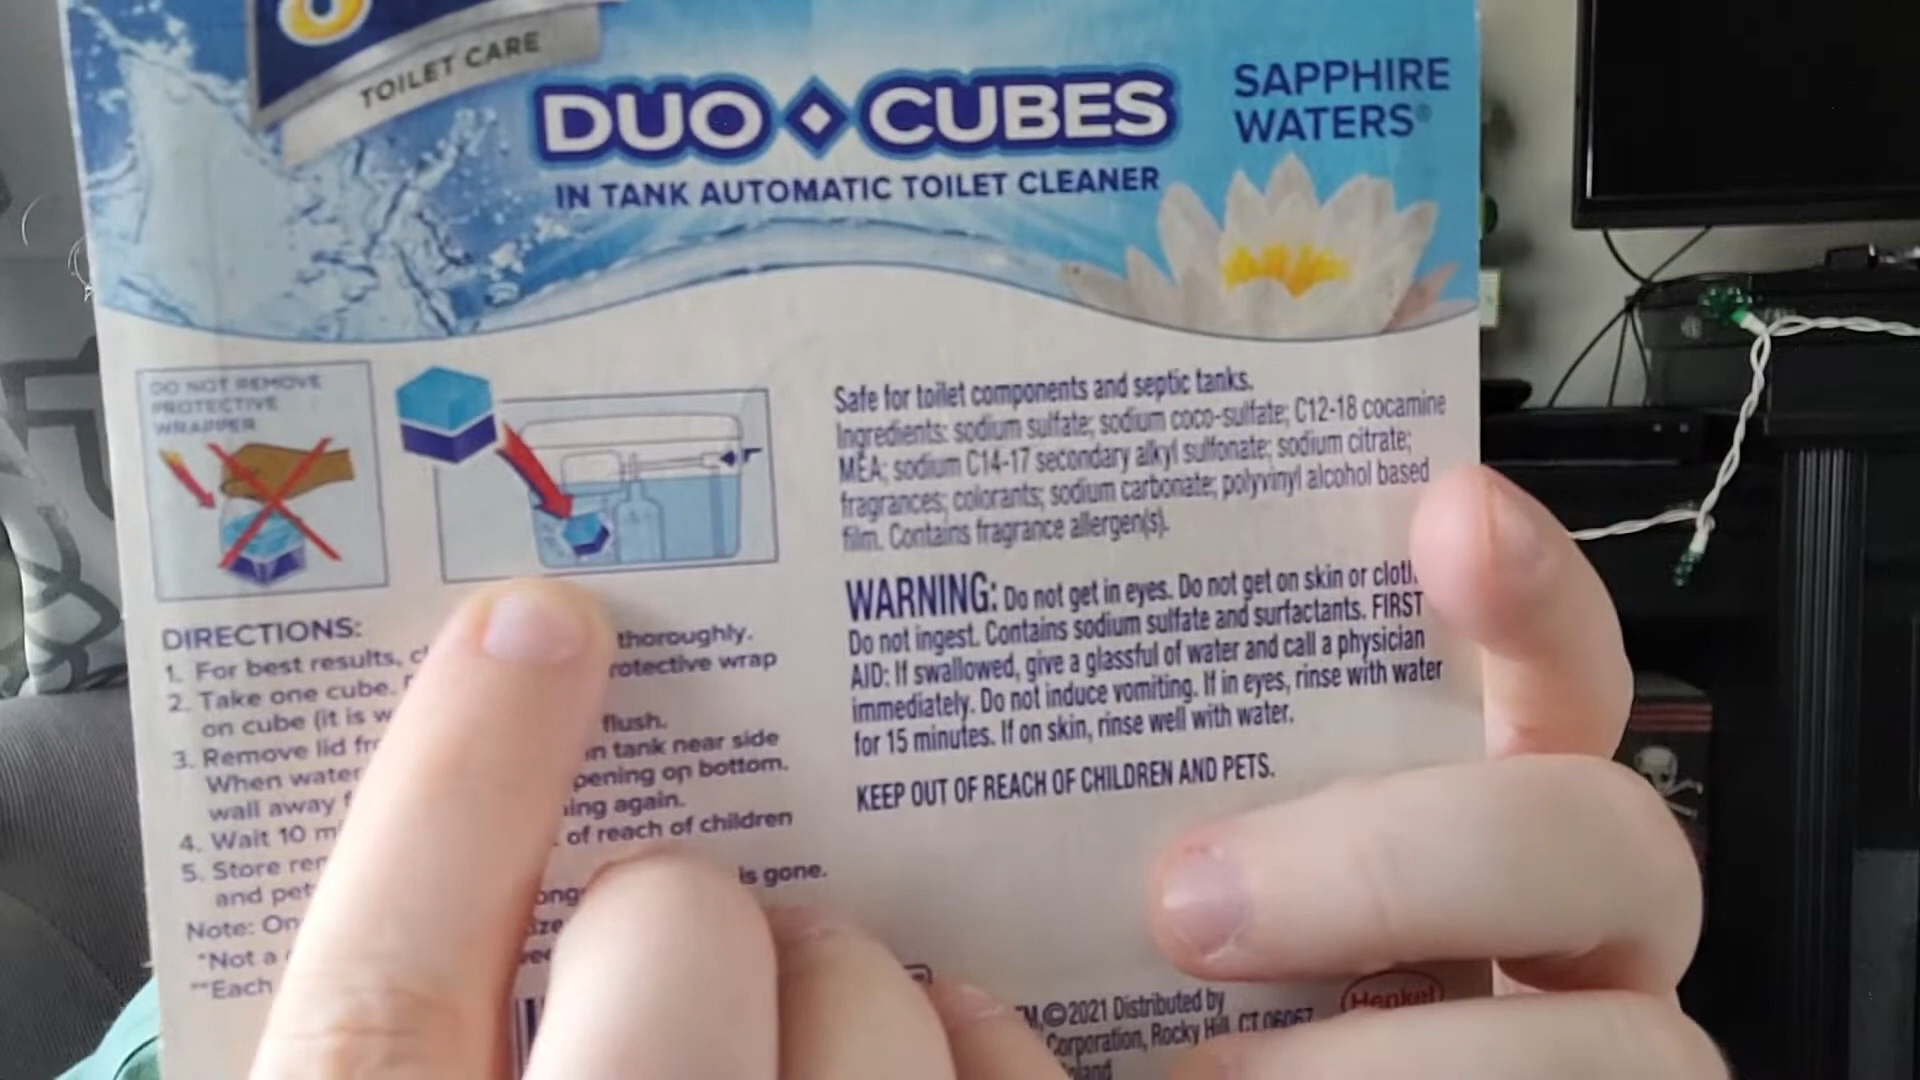 TOILET CARE
DUO CUBES
IN TANK AUTOMATIC TOILET CLEANER
SAPPHIRE
WATERS®
DO NOT REMOVE
PROTECTIVE
WRAPPER
DIRECTIONS:
1. For best results, thoroughly.
2. Take one cube. rotective wrap
on cube (it is w flush.
3. Remove lid in tank near side
When water pening on bottom.
wall away ing again.
4. Wait 10 of reach of children
5. Store
and pet is gone.
Note:
*Not a
**Each
Safe for toilet components and septic tanks.
Ingredients: sodium sulfate; sodium coco-sulfate; C12-18 cocamine
MEA; sodium C14-17 secondary alkyl sulfonate; sodium citrate;
fragrances; colorants; sodium carbonate; polyvinyl alcohol based
film. Contains fragrance allergen(s).
WARNING: Do not get in eyes. Do not get on skin or
Do not ingest. Contains sodium sulfate and surfactants. FIRST
AID: If swallowed, give a glassful of water and call a physician
immediately. Do not induce vomiting. If in eyes, rinse with water
for 15 minutes. If on skin, rinse well with water.
KEEP OUT OF REACH OF CHILDREN AND PETS.
©2021 Distributed by
Corporation, Rocky Hill, CT 06067
Henkel